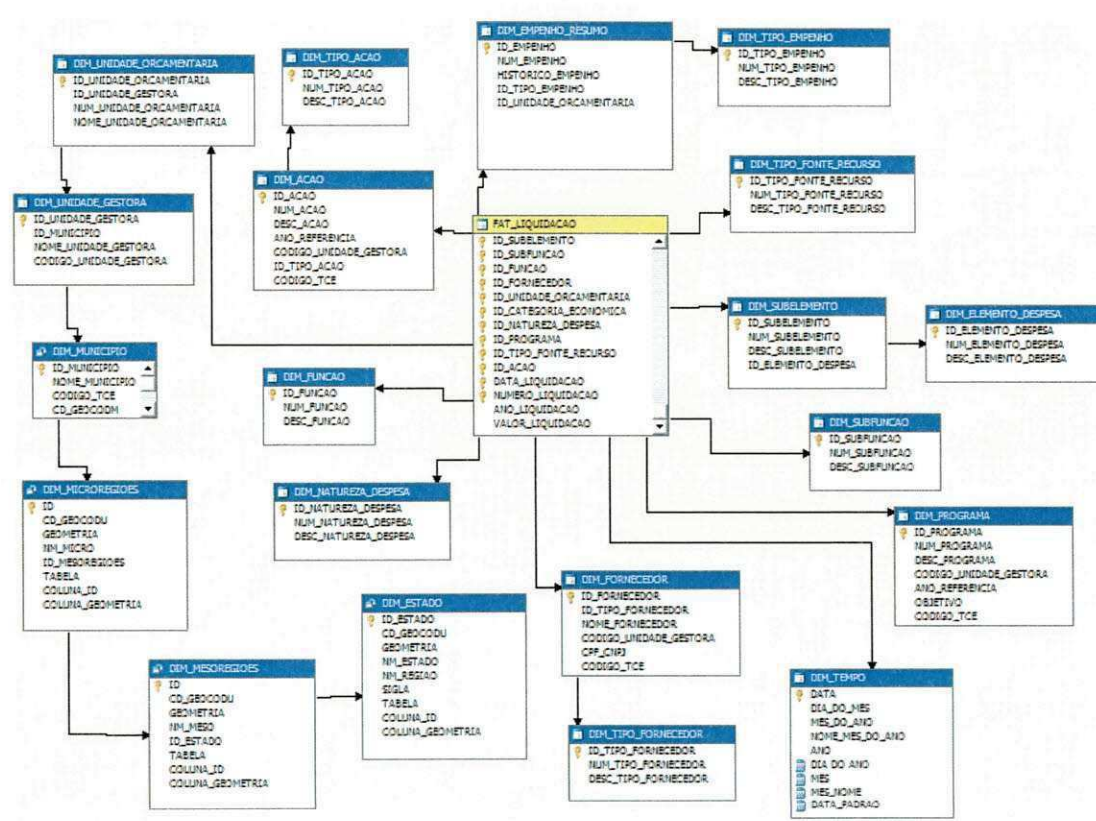 DIM_EMPENHO_RESUMO
ID_EMPENHO
NUM_EMPENHO
HISTORICO_EMPENHO
ID_TIPO_EMPENHO
ID_UNIDADE_ORCAMENTARIA
DIM_TIPO_EMPENHO
ID_TIPO_EMPENHO
NUM_TIPO_EMPENHO
DESC_TIPO_EMPENHO
DIM_TIPO_ACAO
ID_TIPO_ACAO
NUM_TIPO_ACAO
DESC_TIPO_ACAO
DIM_UNIDADE_ORCAMENTARIA
ID_UNIDADE_ORCAMENTARIA
ID_UNIDADE_GESTORA
NUM_UNIDADE_ORCAMENTARIA
NOME_UNIDADE_ORCAMENTARIA
DIM_TIPO_FONTE_RECURSO
ID_TIPO_FONTE_RECURSO
NUM_TIPO_FONTE_RECURSO
DESC_TIPO_FONTE_RECURSO
DIM_ACAO
ID_ACAO
NUM_ACAO
DESC_ACAO
ANO_REFERENCIA
CODIGO_UNIDADE_GESTORA
ID_TIPO_ACAO
CODIGO_TCE
DIM_UNIDADE_GESTORA
ID_UNIDADE_GESTORA
ID_MUNICIPIO
NOME_UNIDADE_GESTORA
CODIGO_UNIDADE_GESTORA
FAT_LIQUIDACAO
ID_SUBELEMENTO
ID_SUBFUNCAO
ID_FUNCAO
ID_FORNECEDOR
ID_UNIDADE_ORCAMENTARIA
ID_CATEGORIA_ECONOMICA
ID_NATUREZA_DESPESA
ID_PROGRAMA
ID_TIPO_FONTE_RECURSO
ID_ACAO
DATA_LIQUIDACAO
NUMERO_LIQUIDACAO
ANO_LIQUIDACAO
VALOR_LIQUIDACAO
DIM_SUBELEMENTO
ID_SUBELEMENTO
NUM_SUBELEMENTO
DESC_SUBELEMENTO
ID_ELEMENTO_DESPESA
DIM_ELEMENTO_DESPESA
ID_ELEMENTO_DESPESA
NUM_ELEMENTO_DESPESA
DESC_ELEMENTO_DESPESA
DIM_MUNICIPIO
ID_MUNICIPIO
NOME_MUNICIPIO
CODIGO_TCE
CD_GEOCODM
DIM_FUNCAO
ID_FUNCAO
NUM_FUNCAO
DESC_FUNCAO
DIM_SUBFUNCAO
ID_SUBFUNCAO
NUM_SUBFUNCAO
DESC_SUBFUNCAO
DIM_MICROREGIOES
ID
CD_GEOCODU
GEOMETRIA
NM_MICRO
ID_MESOREGIOES
TABELA
COLUNA_ID
COLUNA_GEOMETRIA
DIM_NATUREZA_DESPESA
ID_NATUREZA_DESPESA
NUM_NATUREZA_DESPESA
DESC_NATUREZA_DESPESA
DIM_PROGRAMA
ID_PROGRAMA
NUM_PROGRAMA
DESC_PROGRAMA
CODIGO_UNIDADE_GESTORA
ANO_REFERENCIA
OBJETIVO
CODIGO_TCE
DIM_FORNECEDOR
ID_FORNECEDOR
ID_TIPO_FORNECEDOR
NOME_FORNECEDOR
CODIGO_UNIDADE_GESTORA
CPF_CNPJ
CODIGO_TCE
DIM_ESTADO
ID_ESTADO
CD_GEOCODU
GEOMETRIA
NM_ESTADO
NM_REGIAO
SIGLA
TABELA
COLUNA_ID
COLUNA_GEOMETRIA
DIM_MESOREGIOES
ID
CD_GEOCODU
GEOMETRIA
NM_MESO
ID_ESTADO
TABELA
COLUNA_ID
COLUNA_GEOMETRIA
DIM_TEMPO
DATA
DIA_DO_MES
MES_DO_ANO
NOME_MES_DO_ANO
ANO
DIA DO ANO
MES
MES_NOME
DATA_PADRAO
DIM_TIPO_FORNECEDOR
ID_TIPO_FORNECEDOR
NUM_TIPO_FORNECEDOR
DESC_TIPO_FORNECEDOR